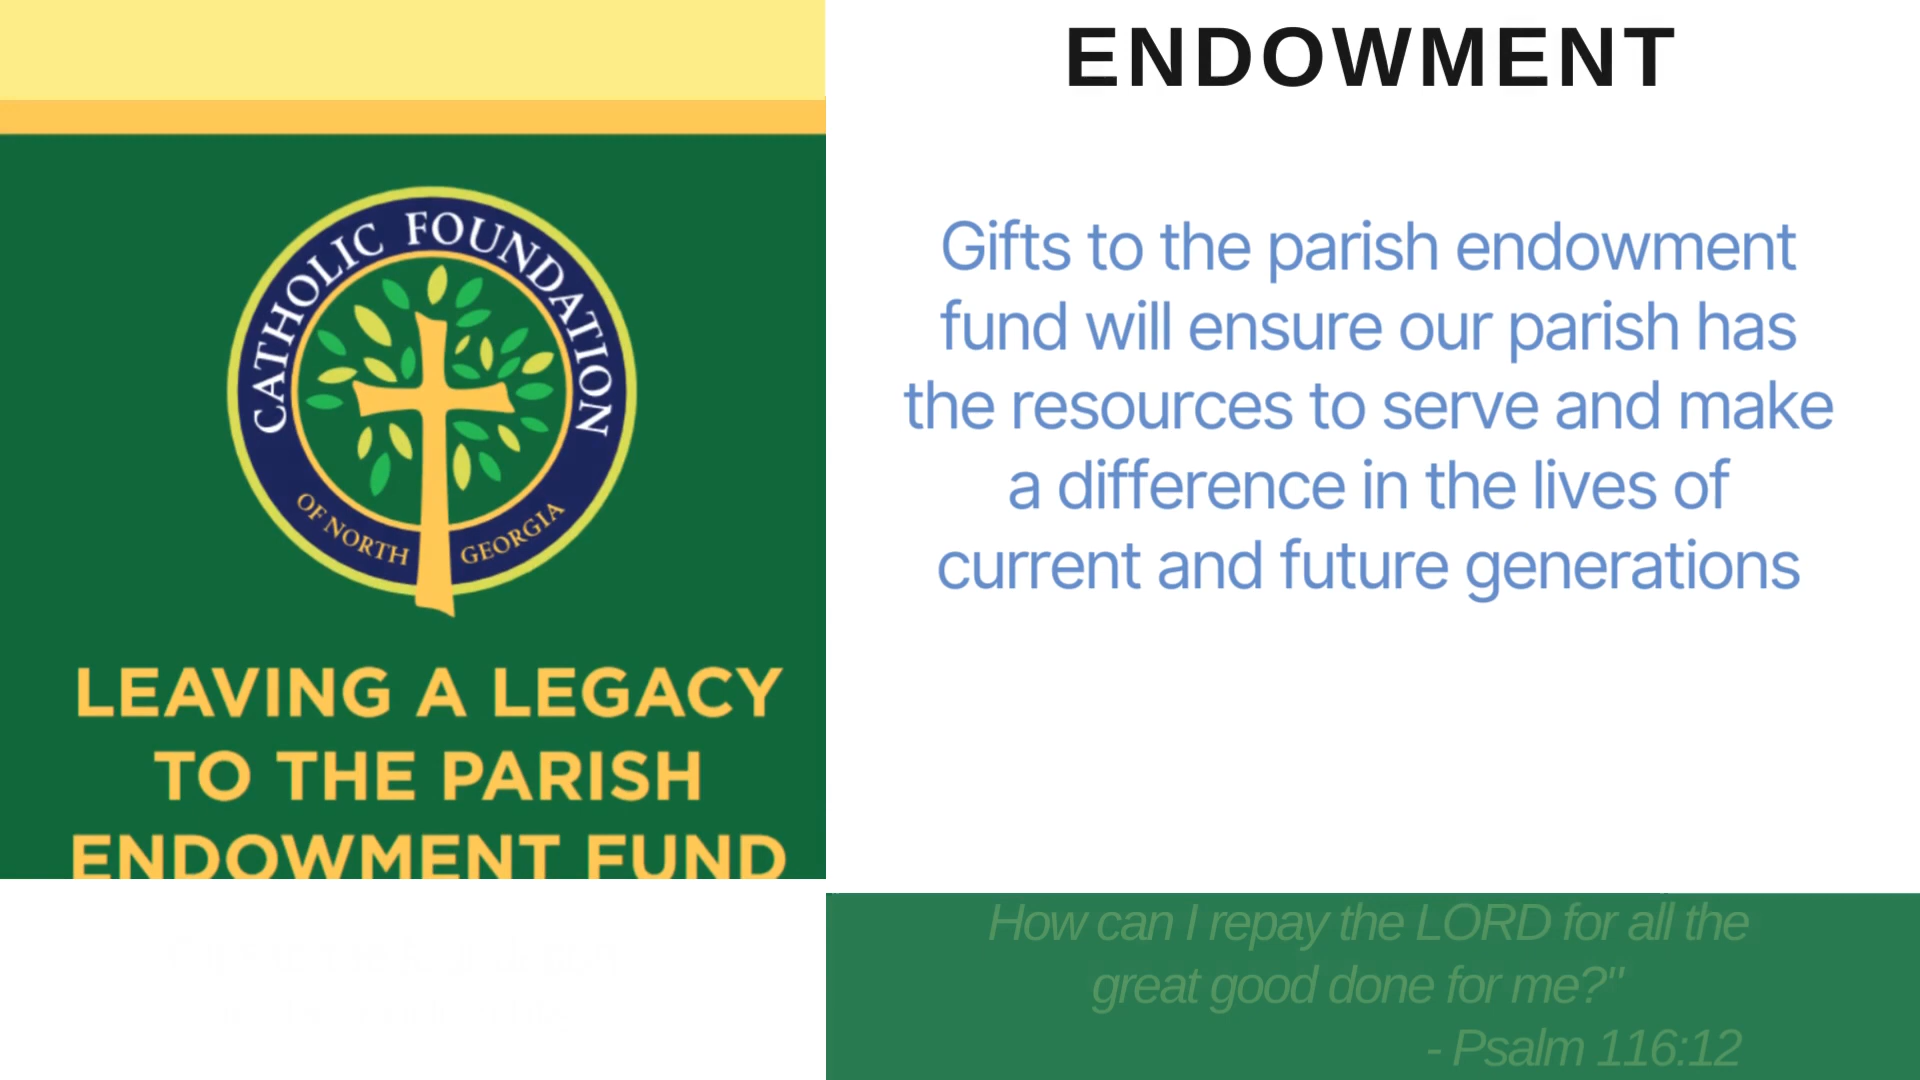 CATHOLIC FOUNDATION
OF NORTH GEORGIA
LEAVING A LEGACY
TO THE PARISH
ENDOWMENT FUND
ENDOWMENT
Gifts to the parish endowment
fund will ensure our parish has
the resources to serve and make
a difference in the lives of
current and future generations
How can I repay the LORD for all the
great good done for me?"
- Psalm 116:12